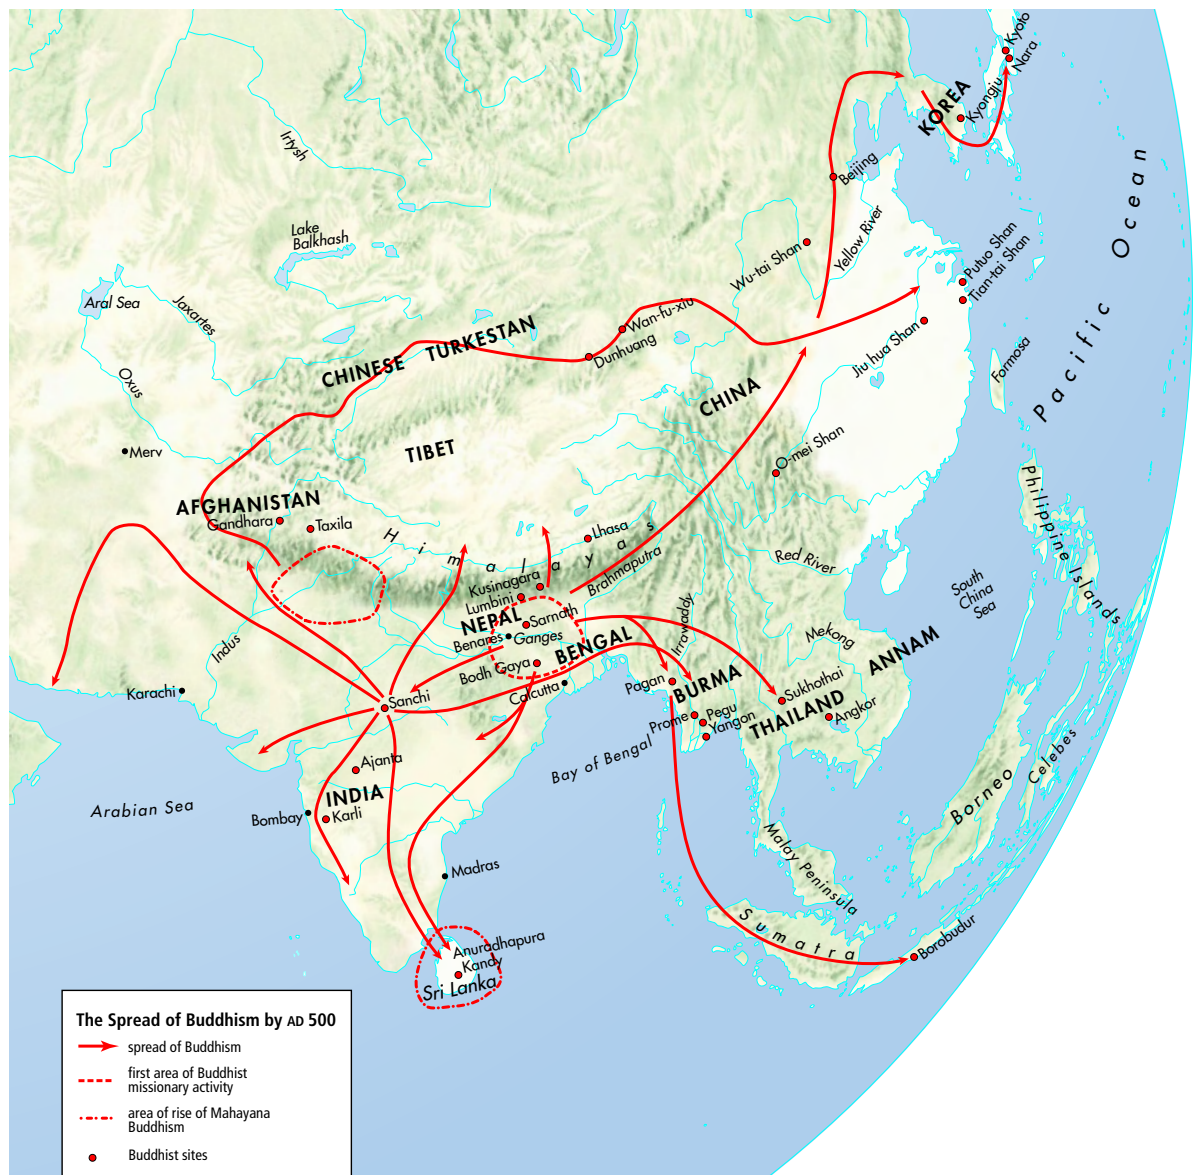 Kyoto
Nara
KOREA
Kyongju
Irtysh
Beijing
Pacific Ocean
Lake
Balkhash
Yellow River
Wu-tai Shan
Putuo Shan
Tian-tai Shan
Aral Sea
Jaxartes
Wan-fu-xiu
Dunhuang
CHINESE TURKESTAN
Jiu hua Shan
Formosa
Oxus
CHINA
TIBET
Merv
O-mei Shan
AFGHANISTAN
Gandhara
Taxila
Himalayas
Lhasa
Philippine Islands
Red River
Brahmaputra
Kusinagara
Lumbini
South
China
Sea
NEPAL
Sarnath
Irrawaddy
Benares
Ganges
BENGAL
Mekong
ANNAM
Indus
Bodh Gaya
Karachi
Calcutta
Pagan
BURMA
Sanchi
Sukhothai
THAILAND
Angkor
Prome
Pegu
Yangon
Bay of Bengal
Ajanta
INDIA
Arabian Sea
Bombay
Karli
Borneo
Celebes
Madras
Malay Peninsula
Sumatra
Borobudur
Anuradhapura
Kandy
Sri Lanka
The Spread of Buddhism by AD 500
spread of Buddhism
first area of Buddhist
missionary activity
area of rise of Mahayana
Buddhism
Buddhist sites